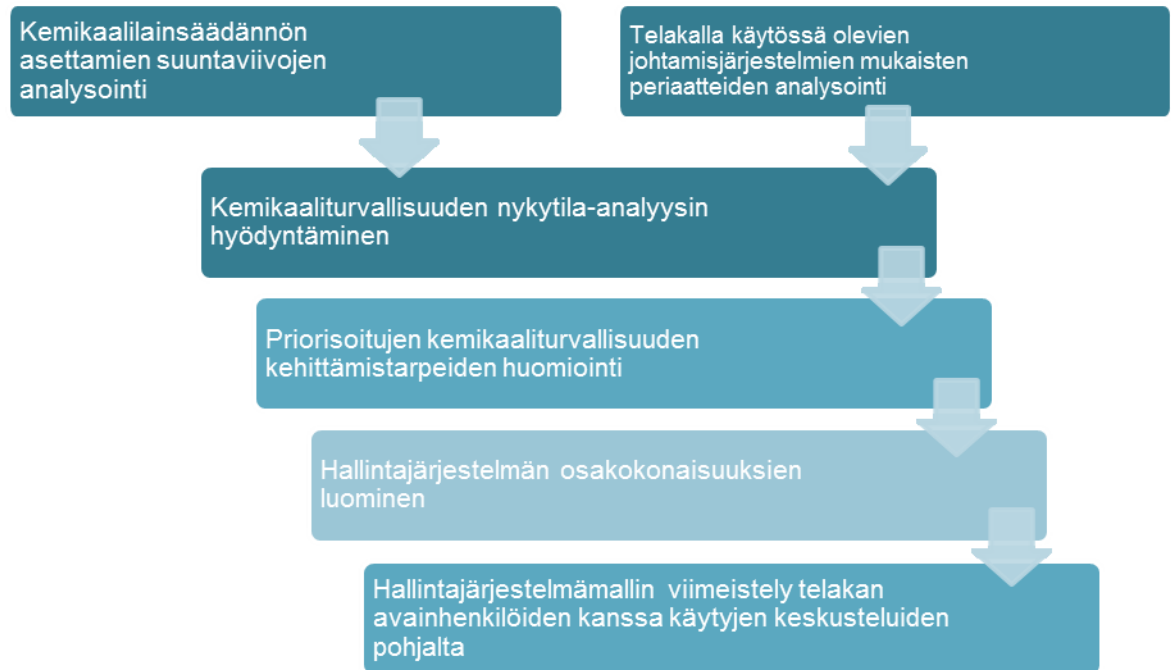 Kemikaalilainsäädännön
asettamien suuntaviivojen
analysointi
Telakalla käytössä olevien
johtamisjärjestelmien mukaisten
periaatteiden analysointi
Kemikaaliturvallisuuden nykytila-analyysin
hyödyntäminen
Priorisoitujen kemikaaliturvallisuuden
kehittämistarpeiden huomiointi
Hallintajärjestelmän osakokonaisuuksien
luominen
Hallintajärjestelmämallin viimeistely telakan
avainhenkilöiden kanssa käytyjen keskusteluiden
pohjalta